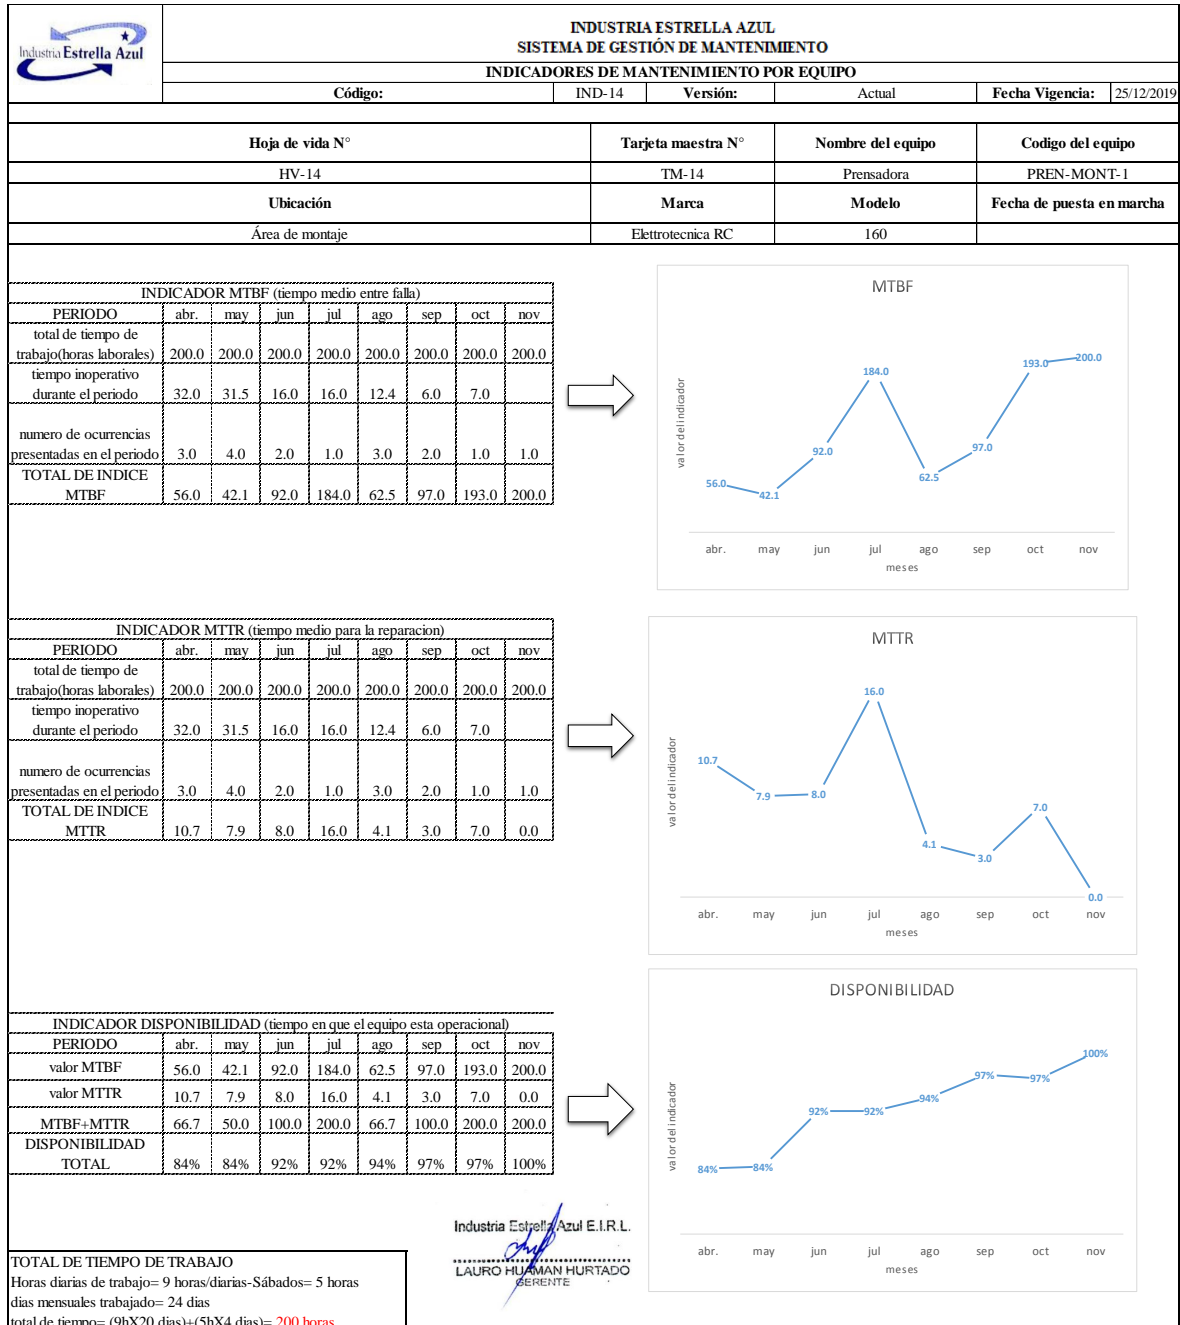 Industria Estrella Azul
INDUSTRIA ESTRELLA AZUL
SISTEMA DE GESTIÓN DE MANTENIMIENTO
INDICADORES DE MANTENIMIENTO POR EQUIPO
Código: IND-14 Versión: Actual Fecha Vigencia: 25/12/2019
Hoja de vida N° Tarjeta maestra N° Nombre del equipo Codigo del equipo
HV-14 TM-14 Prensadora PREN-MONT-1
Ubicación Marca Modelo Fecha de puesta en marcha
Área de montaje Elettrotecnica RC 160
INDICADOR MTBF (tiempo medio entre falla)
PERIODO abr. may jun jul ago sep oct nov
total de tiempo de
trabajo(horas laborales) 200.0 200.0 200.0 200.0 200.0 200.0 200.0 200.0
tiempo inoperativo
durante el periodo 32.0 31.5 16.0 16.0 12.4 6.0 7.0
numero de ocurrencias
presentadas en el periodo 3.0 4.0 2.0 1.0 3.0 2.0 1.0 1.0
TOTAL DE INDICE
MTBF 56.0 42.1 92.0 184.0 62.5 97.0 193.0 200.0
MTBF
valor del indicador
56.0 42.1 92.0 184.0 62.5 97.0 193.0 200.0
abr. may jun jul ago sep oct nov
meses
INDICADOR MTTR (tiempo medio para la reparacion)
PERIODO abr. may jun jul ago sep oct nov
total de tiempo de
trabajo(horas laborales) 200.0 200.0 200.0 200.0 200.0 200.0 200.0 200.0
tiempo inoperativo
durante el periodo 32.0 31.5 16.0 16.0 12.4 6.0 7.0
numero de ocurrencias
presentadas en el periodo 3.0 4.0 2.0 1.0 3.0 2.0 1.0 1.0
TOTAL DE INDICE
MTTR 10.7 7.9 8.0 16.0 4.1 3.0 7.0 0.0
MTTR
valor del indicador
10.7 7.9 8.0 16.0 4.1 3.0 7.0 0.0
abr. may jun jul ago sep oct nov
meses
INDICADOR DISPONIBILIDAD (tiempo en que el equipo esta operacional)
PERIODO abr. may jun jul ago sep oct nov
valor MTBF 56.0 42.1 92.0 184.0 62.5 97.0 193.0 200.0
valor MTTR 10.7 7.9 8.0 16.0 4.1 3.0 7.0 0.0
MTBF+MTTR 66.7 50.0 100.0 200.0 66.7 100.0 200.0 200.0
DISPONIBILIDAD
TOTAL 84% 84% 92% 92% 94% 97% 97% 100%
DISPONIBILIDAD
valor del indicador
84% 84% 92% 92% 94% 97% 97% 100%
abr. may jun jul ago sep oct nov
meses
Industria Estrella Azul E.I.R.L.
LAURO HUAMAN HURTADO
GERENTE
TOTAL DE TIEMPO DE TRABAJO
Horas diarias de trabajo= 9 horas/diarias-Sábados= 5 horas
dias mensuales trabajado= 24 dias
total de tiempo= (9hX20 dias)+(5hX4 dias)= 200 horas